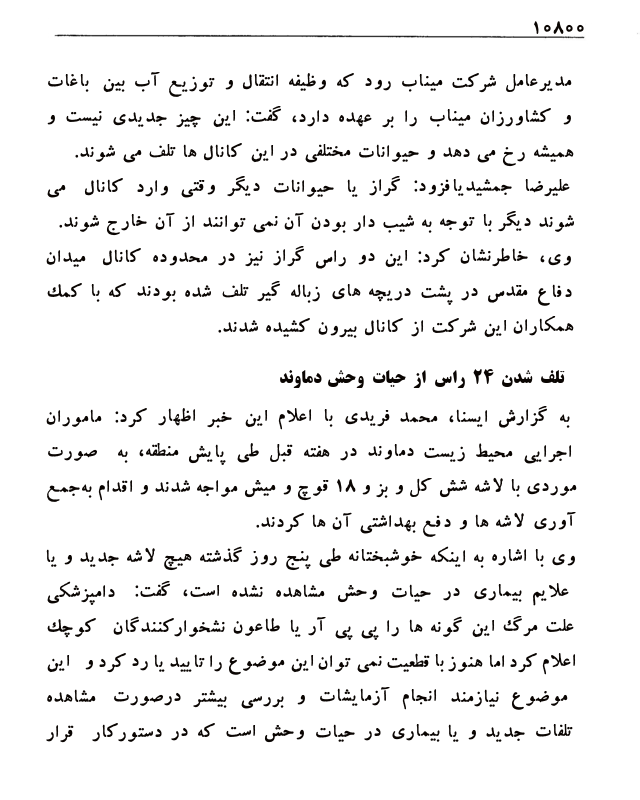 ۱۰۸۰۰
مدیرعامل شرکت میناب رود که وظیفه انتقال و توزیع آب بین باغات
و کشاورزان میناب را بر عهده دارد، گفت: این چیز جدیدی نیست و
همیشه رخ می دهد و حیوانات مختلفی در این کانال ها تلف می شوند.
علیرضا جمشیدیافزود: گراز یا حیوانات دیگر وقتی وارد کانال می
شوند دیگر با توجه به شیب دار بودن آن نمی توانند از آن خارج شوند.
وی، خاطرنشان کرد: این دو راس گراز نیز در محدوده کانال میدان
دفاع مقدس در پشت دریچه های زباله گیر تلف شده بودند که با کمك
همکاران این شرکت از کانال بیرون کشیده شدند.
تلف شدن ۲۴ راس از حیات وحش دماوند
به گزارش ایسنا، محمد فریدی با اعلام این خبر اظهار کرد: ماموران
اجرایی محیط زیست دماوند در هفته قبل طی پایش منطقه، به صورت
موردی با لاشه شش کل و بز و ۱۸ قوچ و میش مواجه شدند و اقدام به‌جمع
آوری لاشه ها و دفع بهداشتی آن ها کردند.
وی با اشاره به اینکه خوشبختانه طی پنج روز گذشته هیچ لاشه جدید و یا
علایم بیماری در حیات وحش مشاهده نشده است، گفت: دامپزشکی
علت مرگ این گونه ها را پی پی آر یا طاعون نشخوارکنندگان کوچك
اعلام کرد اما هنوز با قطعیت نمی توان این موضوع را تایید یا رد کرد و این
موضوع نیازمند انجام آزمایشات و بررسی بیشتر درصورت مشاهده
تلفات جدید و یا بیماری در حیات وحش است که در دستورکار قرار